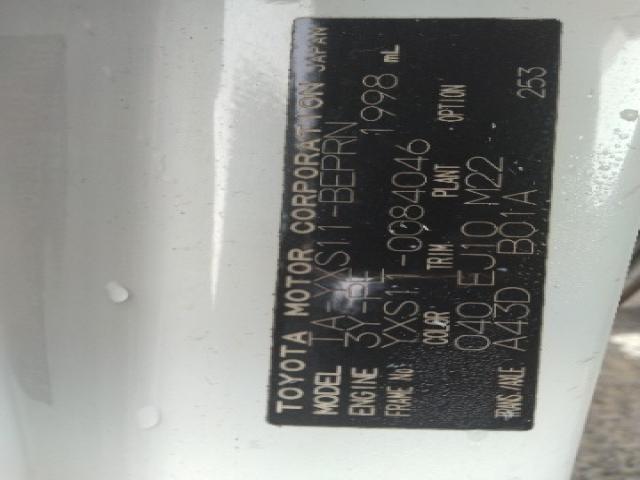 TOYOTA MOTOR CORPORATION JAPAN
MODEL TA-YXS11-BEPRN
ENGINE 3Y-PE 1998 mL
FRAME No. YXS11-0084046
COLOR TRIM PLANT OPTION
040 EJ10 M22
TRANS./AXLE A43D B01A 253